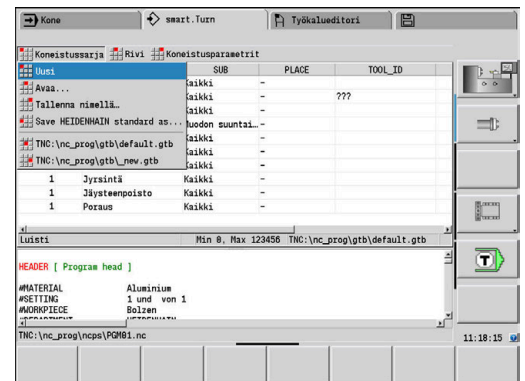 Kone smart.Turn Työkalueditori
Koneistussarja Rivi Koneistusparametrit
Uusi SUB PLACE TOOL_ID
Kaikki -
Avaa... Kaikki - ???
Tallenna nimellä… Kaikki -
Save HEIDENHAIN standard as... Muodon suuntai… -
TNC:\nc_prog\gtb\default.gtb Kaikki -
Kaikki -
TNC:\nc_prog\gtb\_new.gtb Kaikki -
1 Jyrsintä Kaikki -
1 Jäysteenpoisto Kaikki -
1 Poraus Kaikki -
Luisti Min 0, Max 123456 TNC:\nc_prog\gtb\default.gtb
HEADER [ Program head ]
#MATERIAL Aluminium
#SETTING 1 und von 1
#WORKPIECE Bolzen
TNC:\nc_prog\ncps\PGM01.nc
T
11:18:15